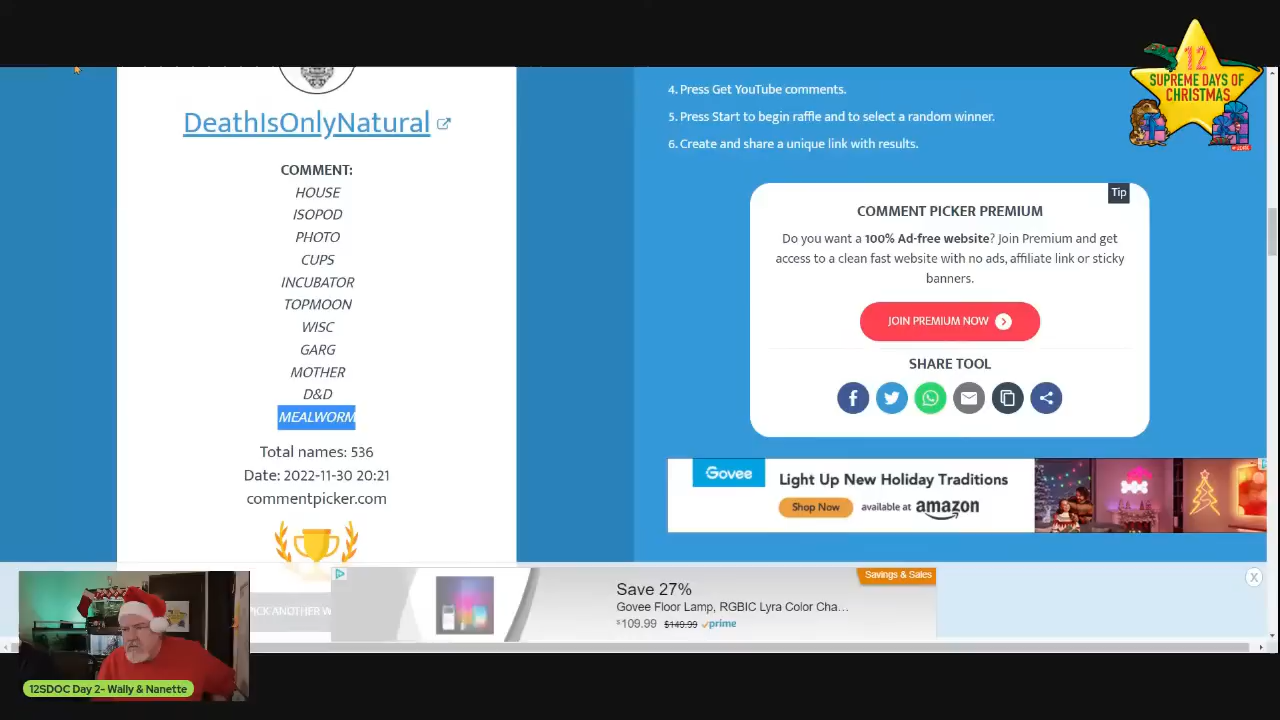 DeathIsOnlyNatural
COMMENT:
HOUSE
ISOPOD
PHOTO
CUPS
INCUBATOR
TOPMOON
WISC
GARG
MOTHER
D&D
MEALWORM
Total names: 536
Date: 2022-11-30 20:21
commentpicker.com
PICK ANOTHER W
4. Press Get YouTube comments.
5. Press Start to begin raffle and to select a random winner.
6. Create and share a unique link with results.
12
SUPREME DAYS OF
CHRISTMAS
Tip
COMMENT PICKER PREMIUM
Do you want a 100% Ad-free website? Join Premium and get
access to a clean fast website with no ads, affiliate link or sticky
banners.
JOIN PREMIUM NOW
SHARE TOOL
Govee
Light Up New Holiday Traditions
Shop Now available at amazon
Savings & Sales
Save 27%
Govee Floor Lamp, RGBIC Lyra Color Cha...
$109.99 $149.99 prime
12SDOC Day 2- Wally & Nanette